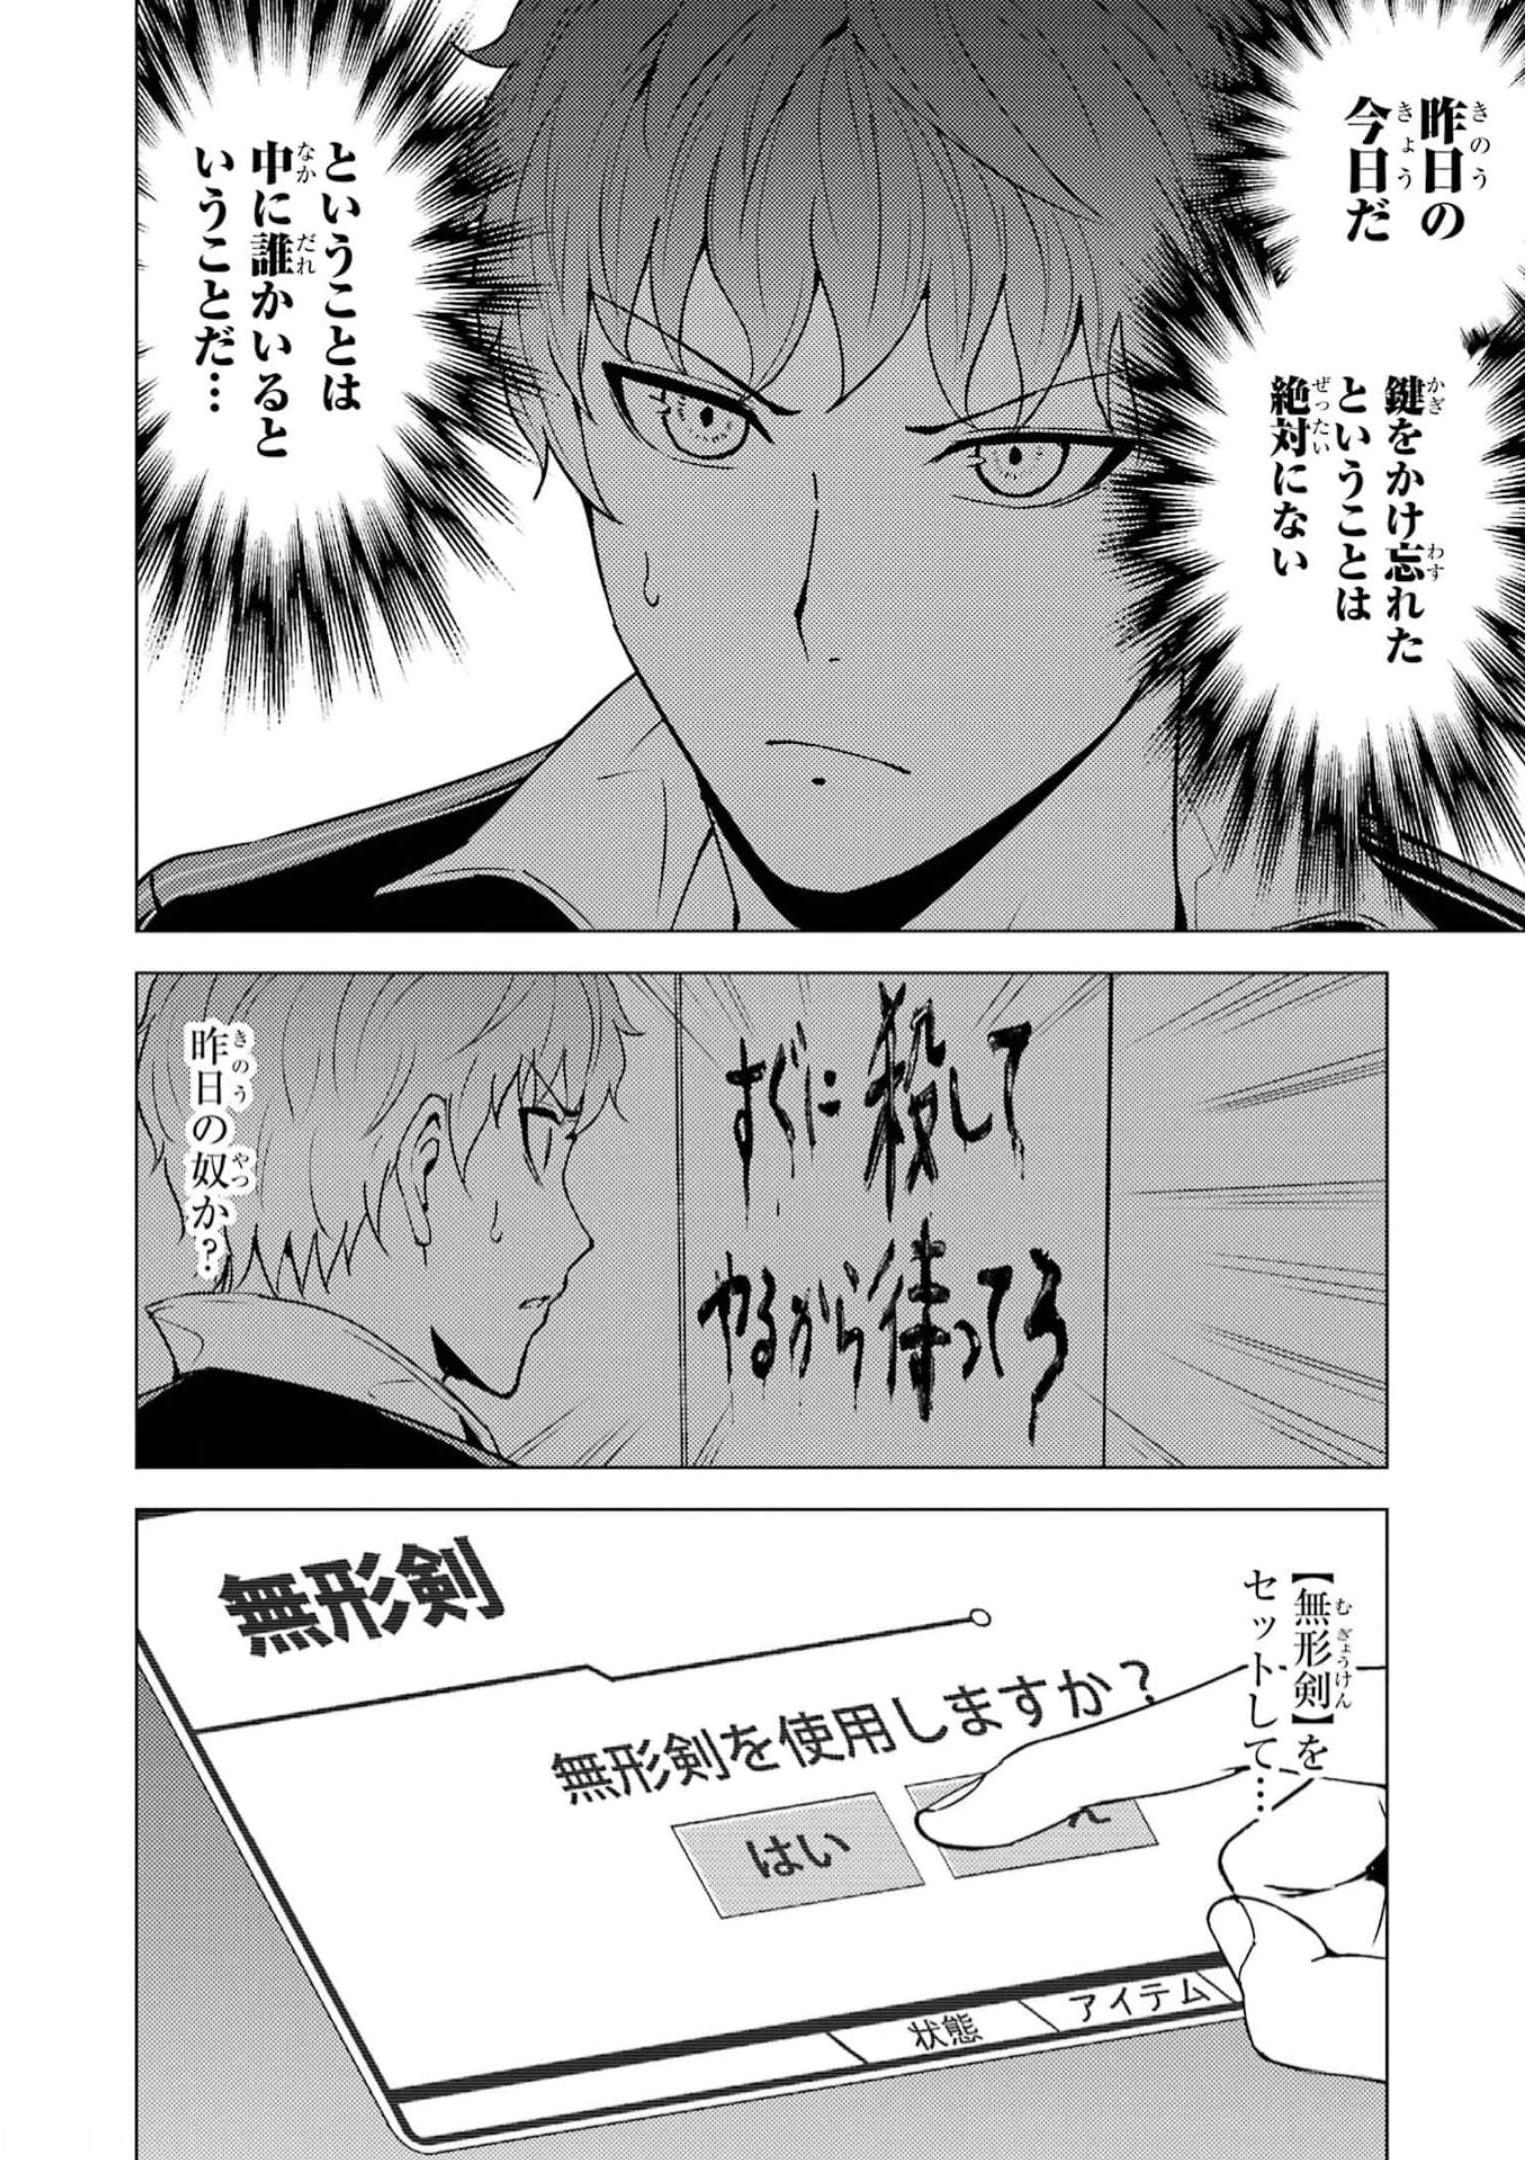 昨日の
今日だ
鍵をかけ忘れた
ということは
絶対にない
ということは
中に誰かいると
いうことだ…
すぐに殺して
やるから待ってろ
昨日の奴か?
【無形剣】を
セットして…
無形剣
無形剣を使用しますか?
はい
え
状態
アイテム